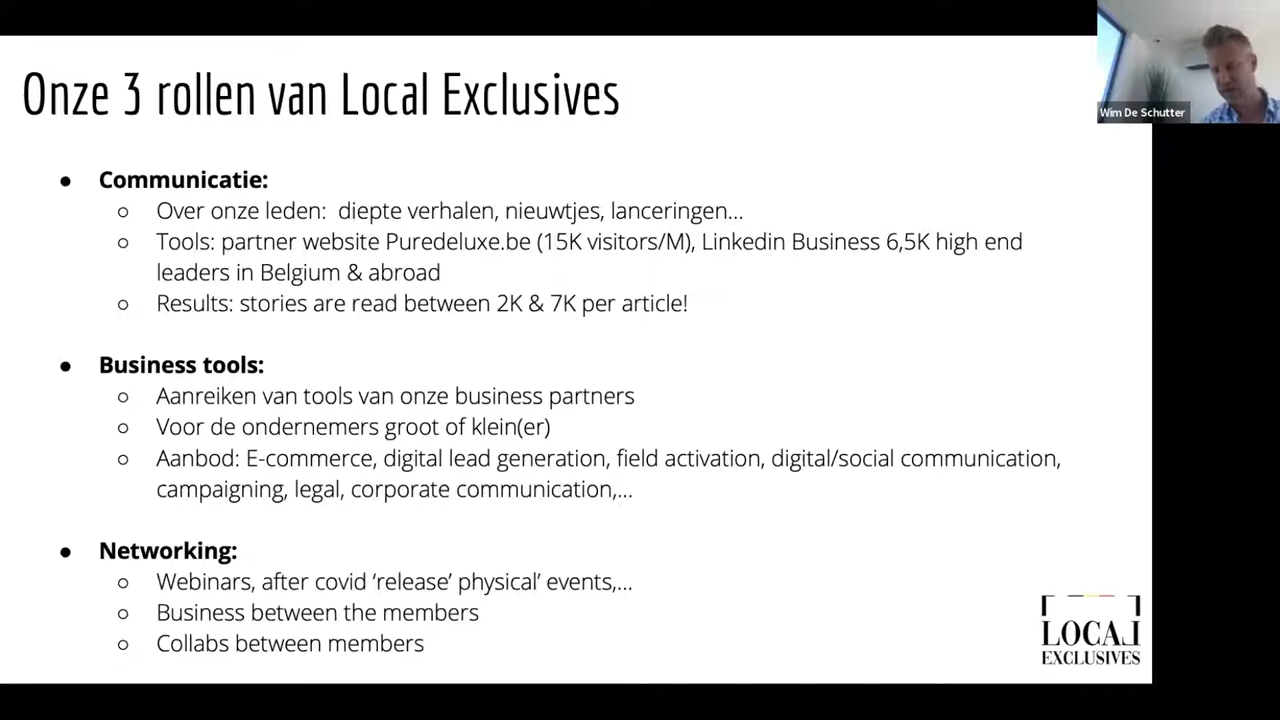 Onze 3 rollen van Local Exclusives
Wim De Schutter
● Communicatie:
○ Over onze leden: diepte verhalen, nieuwtjes, lanceringen...
○ Tools: partner website Puredeluxe.be (15K visitors/M), Linkedin Business 6,5K high end
leaders in Belgium & abroad
○ Results: stories are read between 2K & 7K per article!
● Business tools:
○ Aanreiken van tools van onze business partners
○ Voor de ondernemers groot of klein(er)
○ Aanbod: E-commerce, digital lead generation, field activation, digital/social communication,
campaigning, legal, corporate communication,...
● Networking:
○ Webinars, after covid ‘release’ physical’ events,...
○ Business between the members
○ Collabs between members
LOCAL
EXCLUSIVES